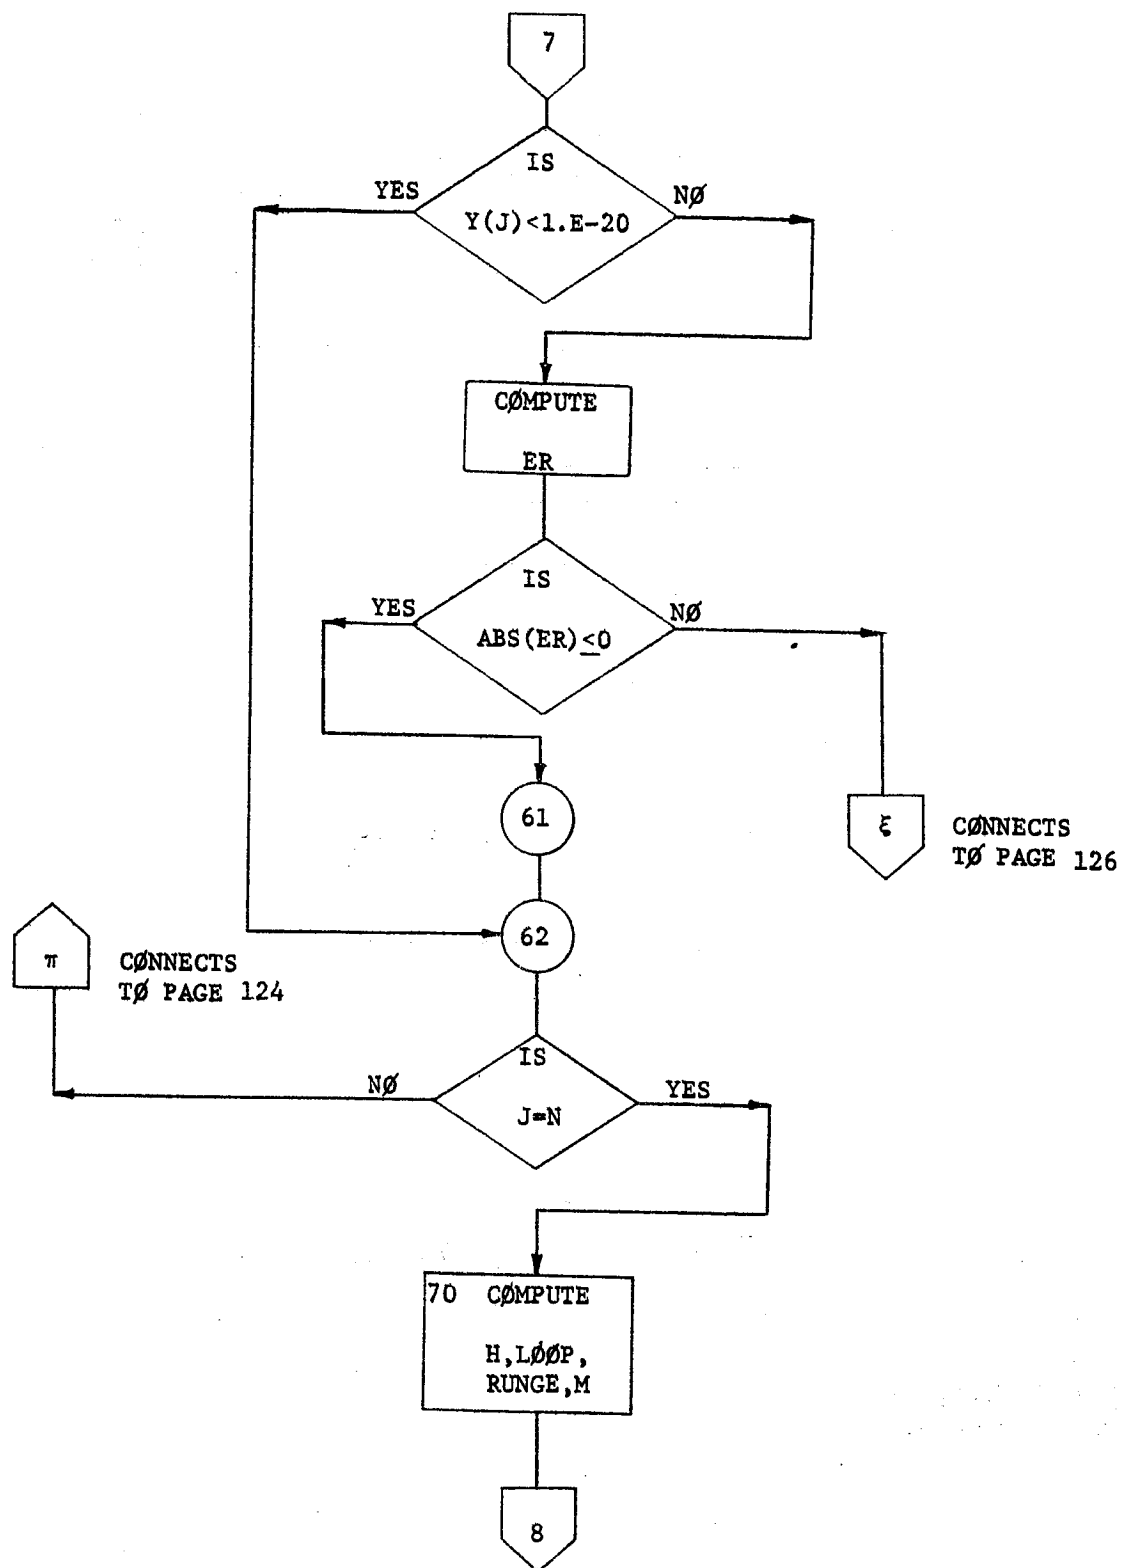 7
IS
YES
NØ
Y(J)<1.E-20
CØMPUTE
ER
IS
YES
NØ
ABS(ER)≤0
61
ξ
CØNNECTS
TØ PAGE 126
62
π
CØNNECTS
TØ PAGE 124
IS
NØ
YES
J=N
70 CØMPUTE
H,LØØP,
RUNGE,M
8